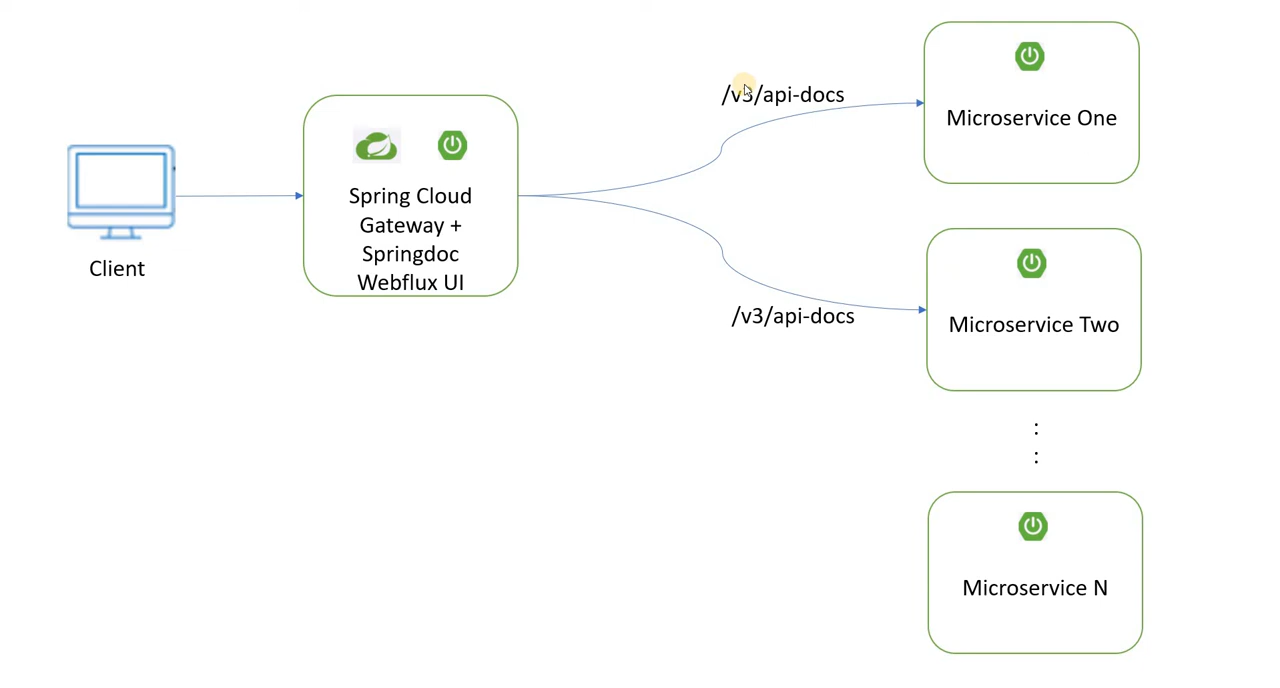 Client
Spring Cloud
Gateway +
Springdoc
Webflux UI
/v3/api-docs
Microservice One
/v3/api-docs
Microservice Two
:
:
Microservice N